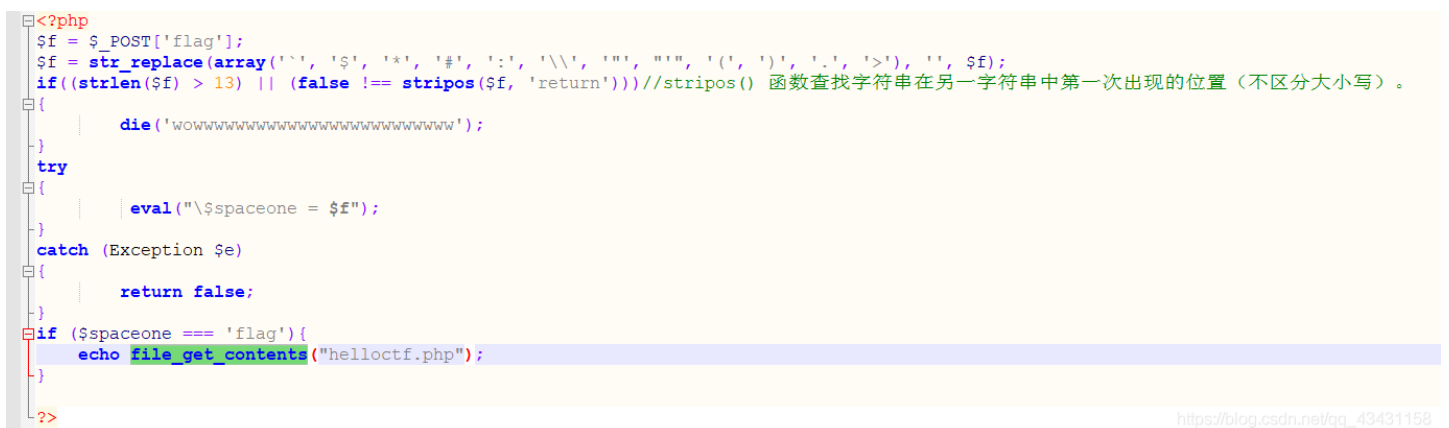 <?php
$f = $_POST['flag'];
$f = str_replace(array('`', '$', '*', '#', ':', '\\', '"', "'", '(', ')', '.', '>'), '', $f);
if((strlen($f) > 13) || (false !== stripos($f, 'return')))//stripos() 函数查找字符串在另一字符串中第一次出现的位置（不区分大小写）。
{
die('wowwwwwwwwwwwwwwwwwwwwwwwww');
}
try
{
eval("\$spaceone = $f");
}
catch (Exception $e)
{
return false;
}
if ($spaceone === 'flag'){
echo file_get_contents("helloctf.php");
}
?>
https://blog.csdn.net/qq_43431158